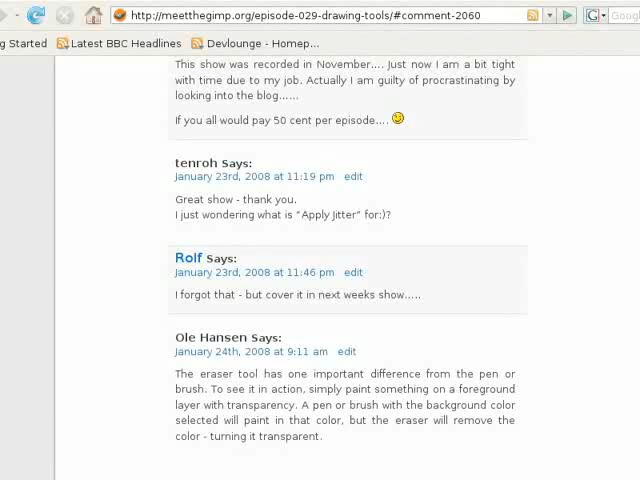 http://meetthegimp.org/episode-029-drawing-tools/#comment-2060
Goog
g Started Latest BBC Headlines Devlounge - Homep...
This show was recorded in November.... Just now I am a bit tight
with time due to my job. Actually I am guilty of procrastinating by
looking into the blog......
If you all would pay 50 cent per episode....
tenroh Says:
January 23rd, 2008 at 11:19 pm edit
Great show - thank you.
I just wondering what is “Apply Jitter” for:)?
Rolf Says:
January 23rd, 2008 at 11:46 pm edit
I forgot that - but cover it in next weeks show.....
Ole Hansen Says:
January 24th, 2008 at 9:11 am edit
The eraser tool has one important difference from the pen or
brush. To see it in action, simply paint something on a foreground
layer with transparency. A pen or brush with the background color
selected will paint in that color, but the eraser will remove the
color - turning it transparent.